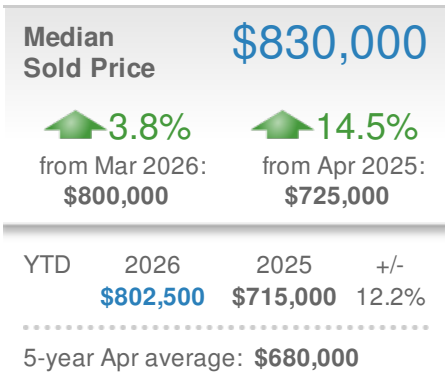 Median $830,000
Sold Price
3.8% 14.5%
from Mar 2026: from Apr 2025:
$800,000 $725,000
YTD 2026 2025 +/-
$802,500 $715,000 12.2%
5-year Apr average: $680,000